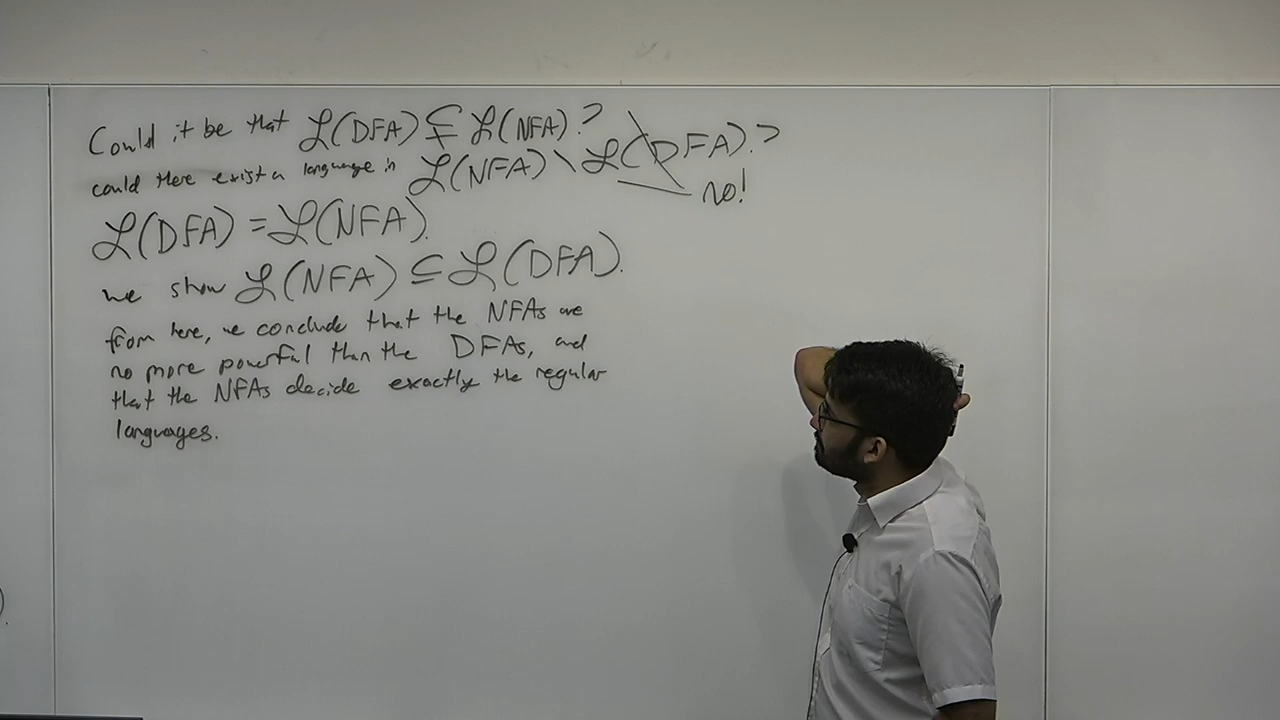 Could it be that ℒ(DFA) ⊊ ℒ(NFA)?
could there exist a language in ℒ(NFA) \ ℒ(DFA)?
no!
ℒ(DFA) = ℒ(NFA).
we show ℒ(NFA) ⊆ ℒ(DFA).
from here, we conclude that the NFAs are
no more powerful than the DFAs, and
that the NFAs decide exactly the regular
languages.